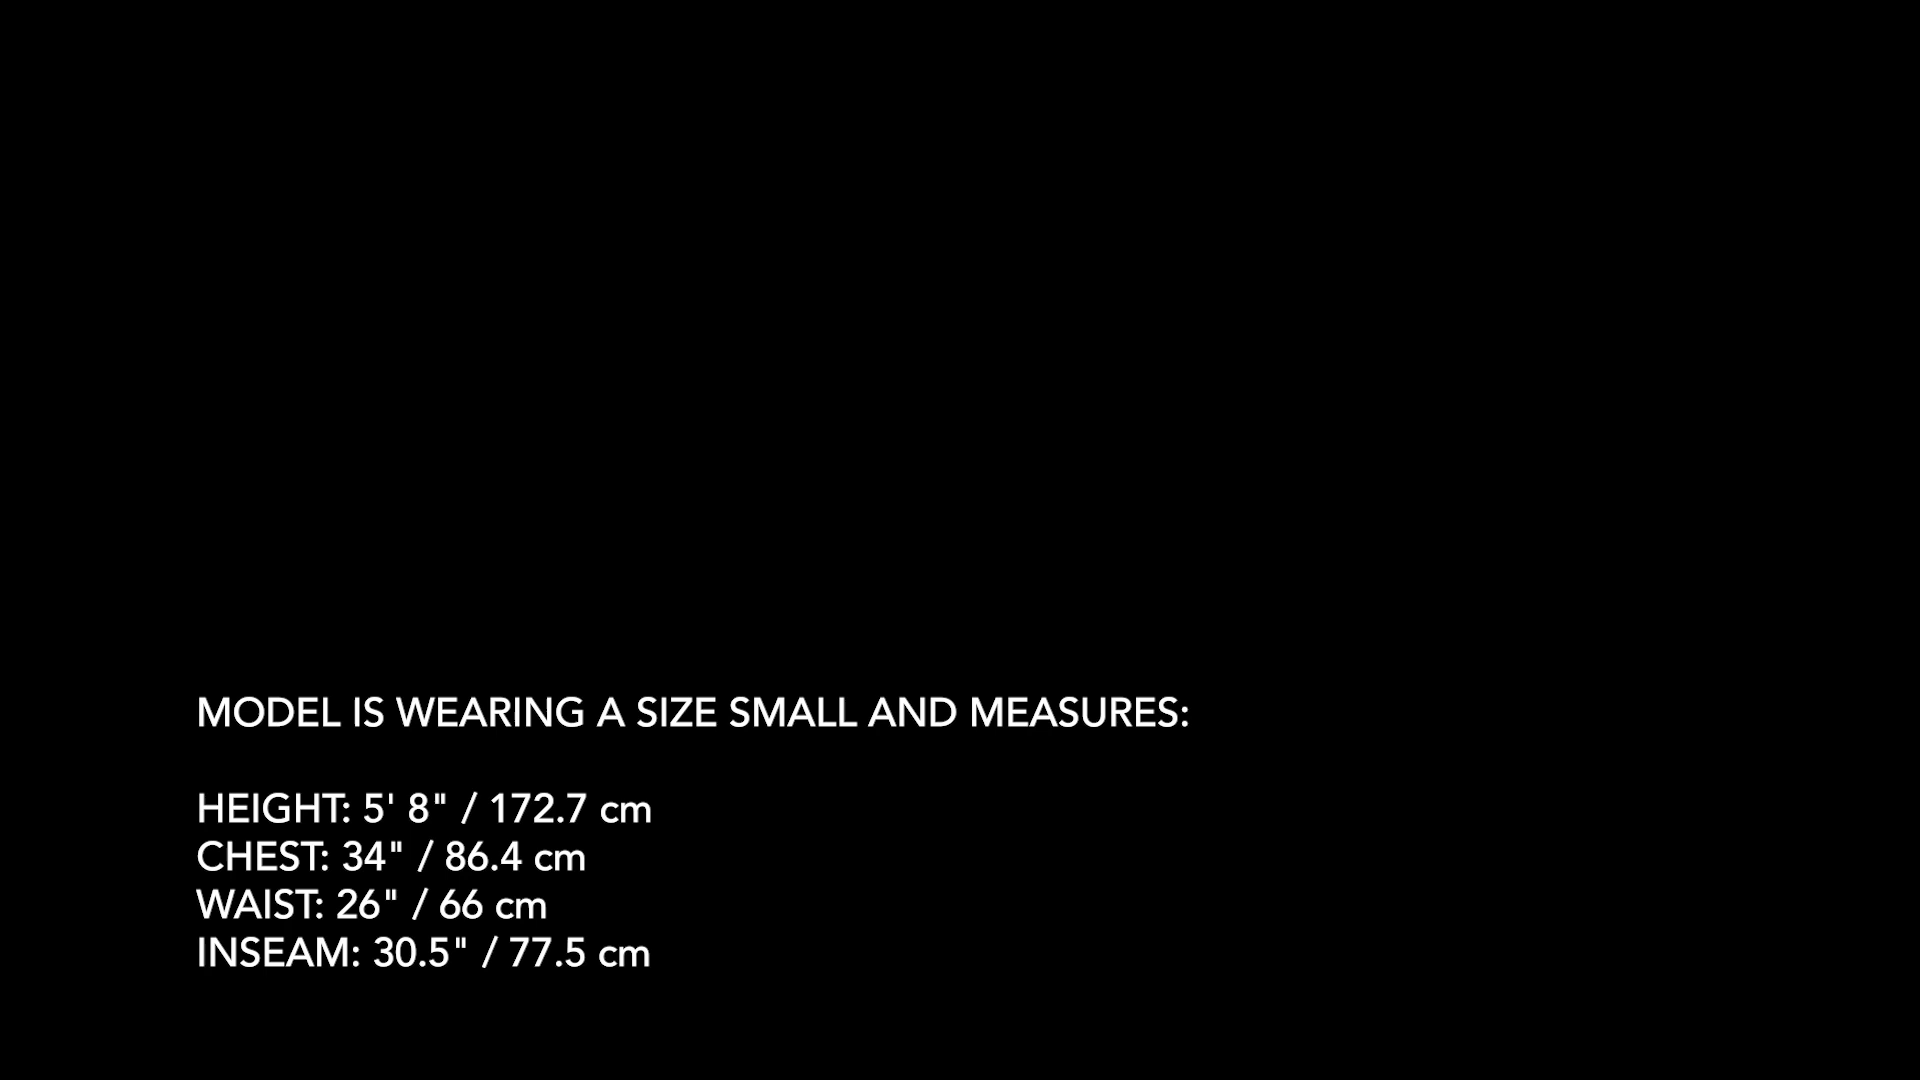 MODEL IS WEARING A SIZE SMALL AND MEASURES:
HEIGHT: 5' 8" / 172.7 cm
CHEST: 34" / 86.4 cm
WAIST: 26" / 66 cm
INSEAM: 30.5" / 77.5 cm